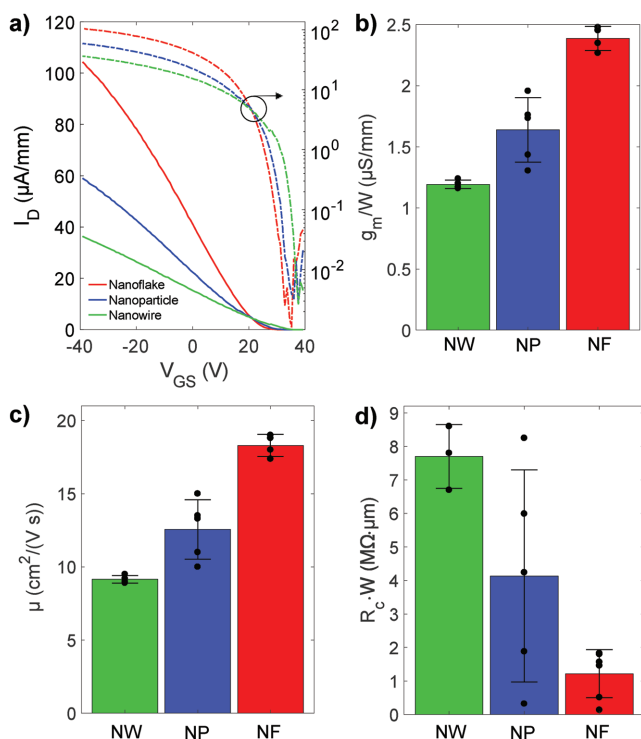 a)
I_D (µA/mm)
120
100
80
60
40
20
0
10^2
10^1
10^0
10^-1
10^-2
Nanoflake
Nanoparticle
Nanowire
-40 -20 0 20 40
V_GS (V)
b)
g_m/W (µS/mm)
2.5
2
1.5
1
0.5
0
NW NP NF
c)
µ (cm^2/(V s))
20
15
10
5
0
NW NP NF
d)
R_c·W (MΩ·µm)
9
8
7
6
5
4
3
2
1
0
NW NP NF